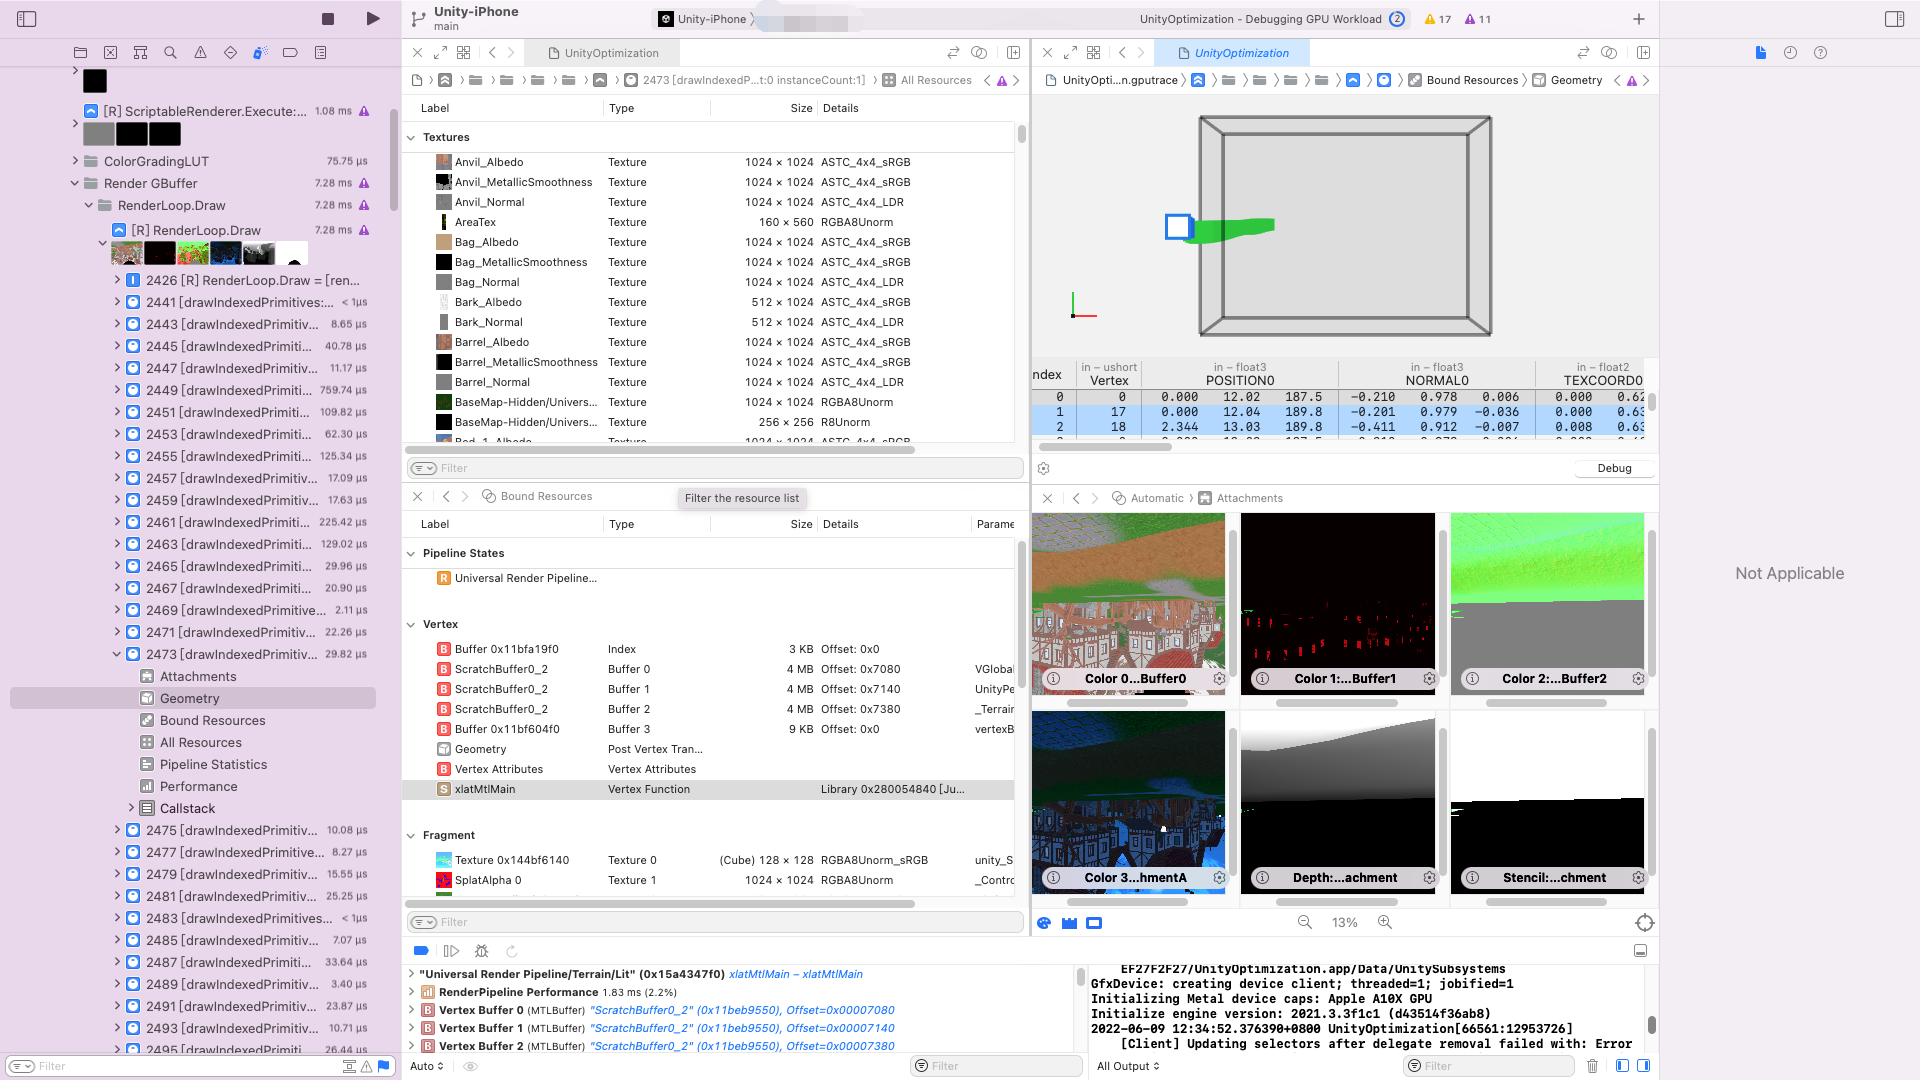 Unity-iPhone
main
Unity-iPhone
UnityOptimization - Debugging GPU Workload 2 17 11
[R] ScriptableRenderer.Execute:... 1.08 ms
ColorGradingLUT 75.75 µs
Render GBuffer 7.28 ms
RenderLoop.Draw 7.28 ms
[R] RenderLoop.Draw 7.28 ms
2426 [R] RenderLoop.Draw = [ren...
2441 [drawIndexedPrimitives:... < 1µs
2443 [drawIndexedPrimitiv... 8.65 µs
2445 [drawIndexedPrimiti... 40.78 µs
2447 [drawIndexedPrimitiv... 11.17 µs
2449 [drawIndexedPrimiti... 759.74 µs
2451 [drawIndexedPrimiti... 109.82 µs
2453 [drawIndexedPrimiti... 62.30 µs
2455 [drawIndexedPrimiti... 125.34 µs
2457 [drawIndexedPrimiti... 17.09 µs
2459 [drawIndexedPrimitiv... 17.63 µs
2461 [drawIndexedPrimiti... 225.42 µs
2463 [drawIndexedPrimiti... 129.02 µs
2465 [drawIndexedPrimiti... 29.96 µs
2467 [drawIndexedPrimiti... 20.90 µs
2469 [drawIndexedPrimitive... 2.11 µs
2471 [drawIndexedPrimitiv... 22.26 µs
2473 [drawIndexedPrimitiv... 29.82 µs
Attachments
Geometry
Bound Resources
All Resources
Pipeline Statistics
Performance
Callstack
2475 [drawIndexedPrimitiv... 10.08 µs
2477 [drawIndexedPrimitive... 8.27 µs
2479 [drawIndexedPrimitiv... 15.55 µs
2481 [drawIndexedPrimitiv... 25.25 µs
2483 [drawIndexedPrimitives... < 1µs
2485 [drawIndexedPrimitiv... 7.07 µs
2487 [drawIndexedPrimitiv... 33.64 µs
2489 [drawIndexedPrimitiv... 3.40 µs
2491 [drawIndexedPrimitiv... 23.87 µs
2493 [drawIndexedPrimitiv... 10.71 µs
2495 [drawIndexedPrimiti... 26.44 µs
Filter
UnityOptimization
2473 [drawIndexedP...t:0 instanceCount:1] All Resources
Label Type Size Details
Textures
Anvil_Albedo Texture 1024 × 1024 ASTC_4x4_sRGB
Anvil_MetallicSmoothness Texture 1024 × 1024 ASTC_4x4_sRGB
Anvil_Normal Texture 1024 × 1024 ASTC_4x4_LDR
AreaTex Texture 160 × 560 RGBA8Unorm
Bag_Albedo Texture 1024 × 1024 ASTC_4x4_sRGB
Bag_MetallicSmoothness Texture 1024 × 1024 ASTC_4x4_sRGB
Bag_Normal Texture 1024 × 1024 ASTC_4x4_LDR
Bark_Albedo Texture 512 × 1024 ASTC_4x4_sRGB
Bark_Normal Texture 512 × 1024 ASTC_4x4_LDR
Barrel_Albedo Texture 1024 × 1024 ASTC_4x4_sRGB
Barrel_MetallicSmoothness Texture 1024 × 1024 ASTC_4x4_sRGB
Barrel_Normal Texture 1024 × 1024 ASTC_4x4_LDR
BaseMap-Hidden/Univers... Texture 1024 × 1024 RGBA8Unorm
BaseMap-Hidden/Univers... Texture 256 × 256 R8Unorm
Bed_1_Albedo Texture 1024 × 1024 ASTC_4x4_sRGB
Filter
Bound Resources
Filter the resource list
Label Type Size Details Parame
Pipeline States
R Universal Render Pipeline...
Vertex
B Buffer 0x11bfa19f0 Index 3 KB Offset: 0x0
B ScratchBuffer0_2 Buffer 0 4 MB Offset: 0x7080 VGlobal
B ScratchBuffer0_2 Buffer 1 4 MB Offset: 0x7140 UnityPe
B ScratchBuffer0_2 Buffer 2 4 MB Offset: 0x7380 _Terrair
B Buffer 0x11bf604f0 Buffer 3 9 KB Offset: 0x0 vertexB
Geometry Post Vertex Tran...
B Vertex Attributes Vertex Attributes
S xlatMtlMain Vertex Function Library 0x280054840 [Ju...
Fragment
Texture 0x144bf6140 Texture 0 (Cube) 128 × 128 RGBA8Unorm_sRGB unity_S
SplatAlpha 0 Texture 1 1024 × 1024 RGBA8Unorm _Contro
Filter
UnityOptimization
UnityOpti...n.gputrace Bound Resources Geometry
ndex in – ushort Vertex in – float3 POSITION0 in – float3 NORMAL0 in – float2 TEXCOORD0
0 0 0.000 12.02 187.5 −0.210 0.978 0.006 0.000 0.62
1 17 0.000 12.04 189.8 −0.201 0.979 −0.036 0.000 0.63
2 18 2.344 13.03 189.8 −0.411 0.912 −0.007 0.008 0.63
Debug
Automatic Attachments
Color 0...Buffer0
Color 1:...Buffer1
Color 2:...Buffer2
Color 3...hmentA
Depth:...achment
Stencil:...chment
13%
"Universal Render Pipeline/Terrain/Lit" (0x15a4347f0) xlatMtlMain – xlatMtlMain
RenderPipeline Performance 1.83 ms (2.2%)
B Vertex Buffer 0 (MTLBuffer) "ScratchBuffer0_2" (0x11beb9550), Offset=0x00007080
B Vertex Buffer 1 (MTLBuffer) "ScratchBuffer0_2" (0x11beb9550), Offset=0x00007140
B Vertex Buffer 2 (MTLBuffer) "ScratchBuffer0_2" (0x11beb9550), Offset=0x00007380
Auto
Filter
EF27F2F27/UnityOptimization.app/Data/UnitySubsystems
GfxDevice: creating device client; threaded=1; jobified=1
Initializing Metal device caps: Apple A10X GPU
Initialize engine version: 2021.3.3f1c1 (d43514f36ab8)
2022-06-09 12:34:52.376390+0800 UnityOptimization[66561:12953726]
[Client] Updating selectors after delegate removal failed with: Error
All Output
Filter
Not Applicable